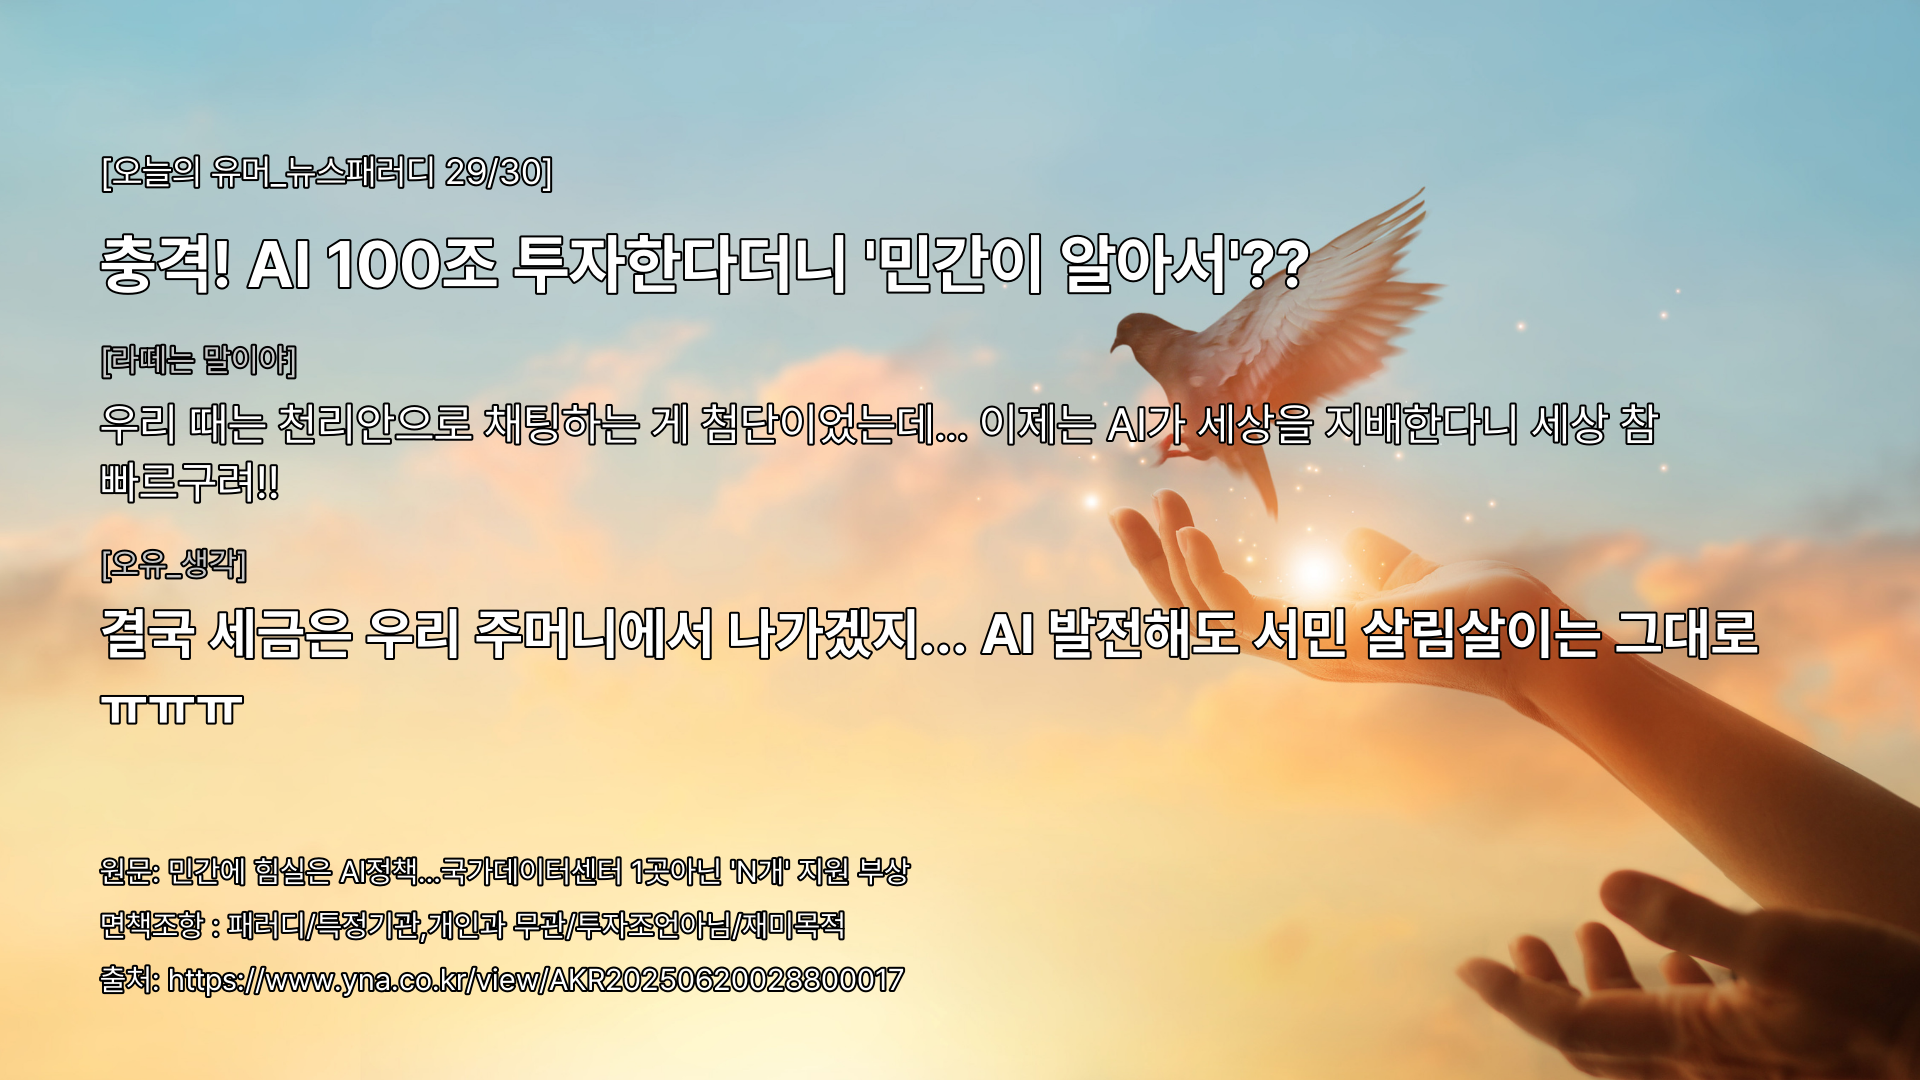 [오늘의 유머_뉴스패러디 29/30]
충격! AI 100조 투자한다더니 '민간이 알아서'??
[라떼는 말이야]
우리 때는 천리안으로 채팅하는 게 첨단이었는데... 이제는 AI가 세상을 지배한다니 세상 참
빠르구려!!
[오유_생각]
결국 세금은 우리 주머니에서 나가겠지... AI 발전해도 서민 살림살이는 그대로
ㅠㅠㅠ
원문: 민간에 힘실은 AI정책...국가데이터센터 1곳아닌 'N개' 지원 부상
면책조항 : 패러디/특정기관,개인과 무관/투자조언아님/재미목적
출처: https://www.yna.co.kr/view/AKR20250620028800017